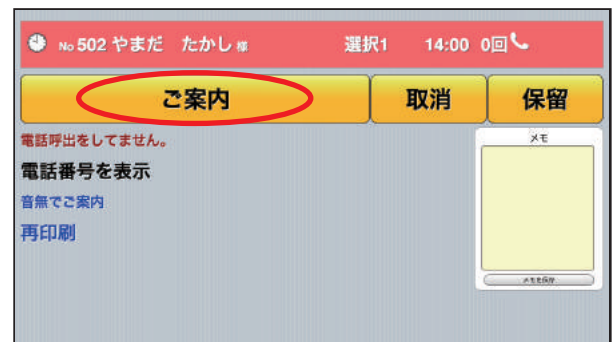 No 502 やまだ たかし 様 選択1 14:00 0回
ご案内 取消 保留
電話呼出をしてません。
メモ
電話番号を表示
音無でご案内
再印刷
メモを保存